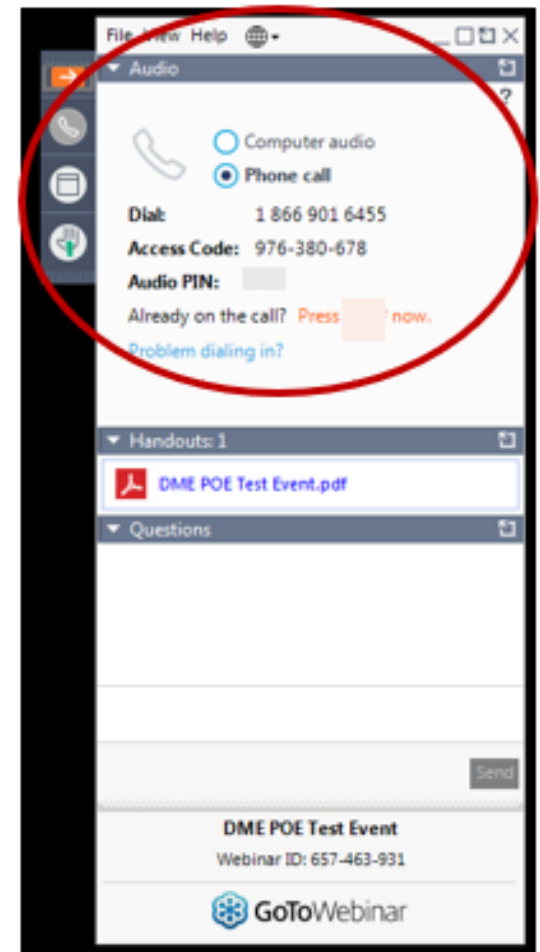 File View Help
Audio
?
Computer audio
Phone call
Dial: 1 866 901 6455
Access Code: 976-380-678
Audio PIN:
Already on the call? Press now.
Problem dialing in?
Handouts: 1
DME POE Test Event.pdf
Questions
Send
DME POE Test Event
Webinar ID: 657-463-931
GoToWebinar